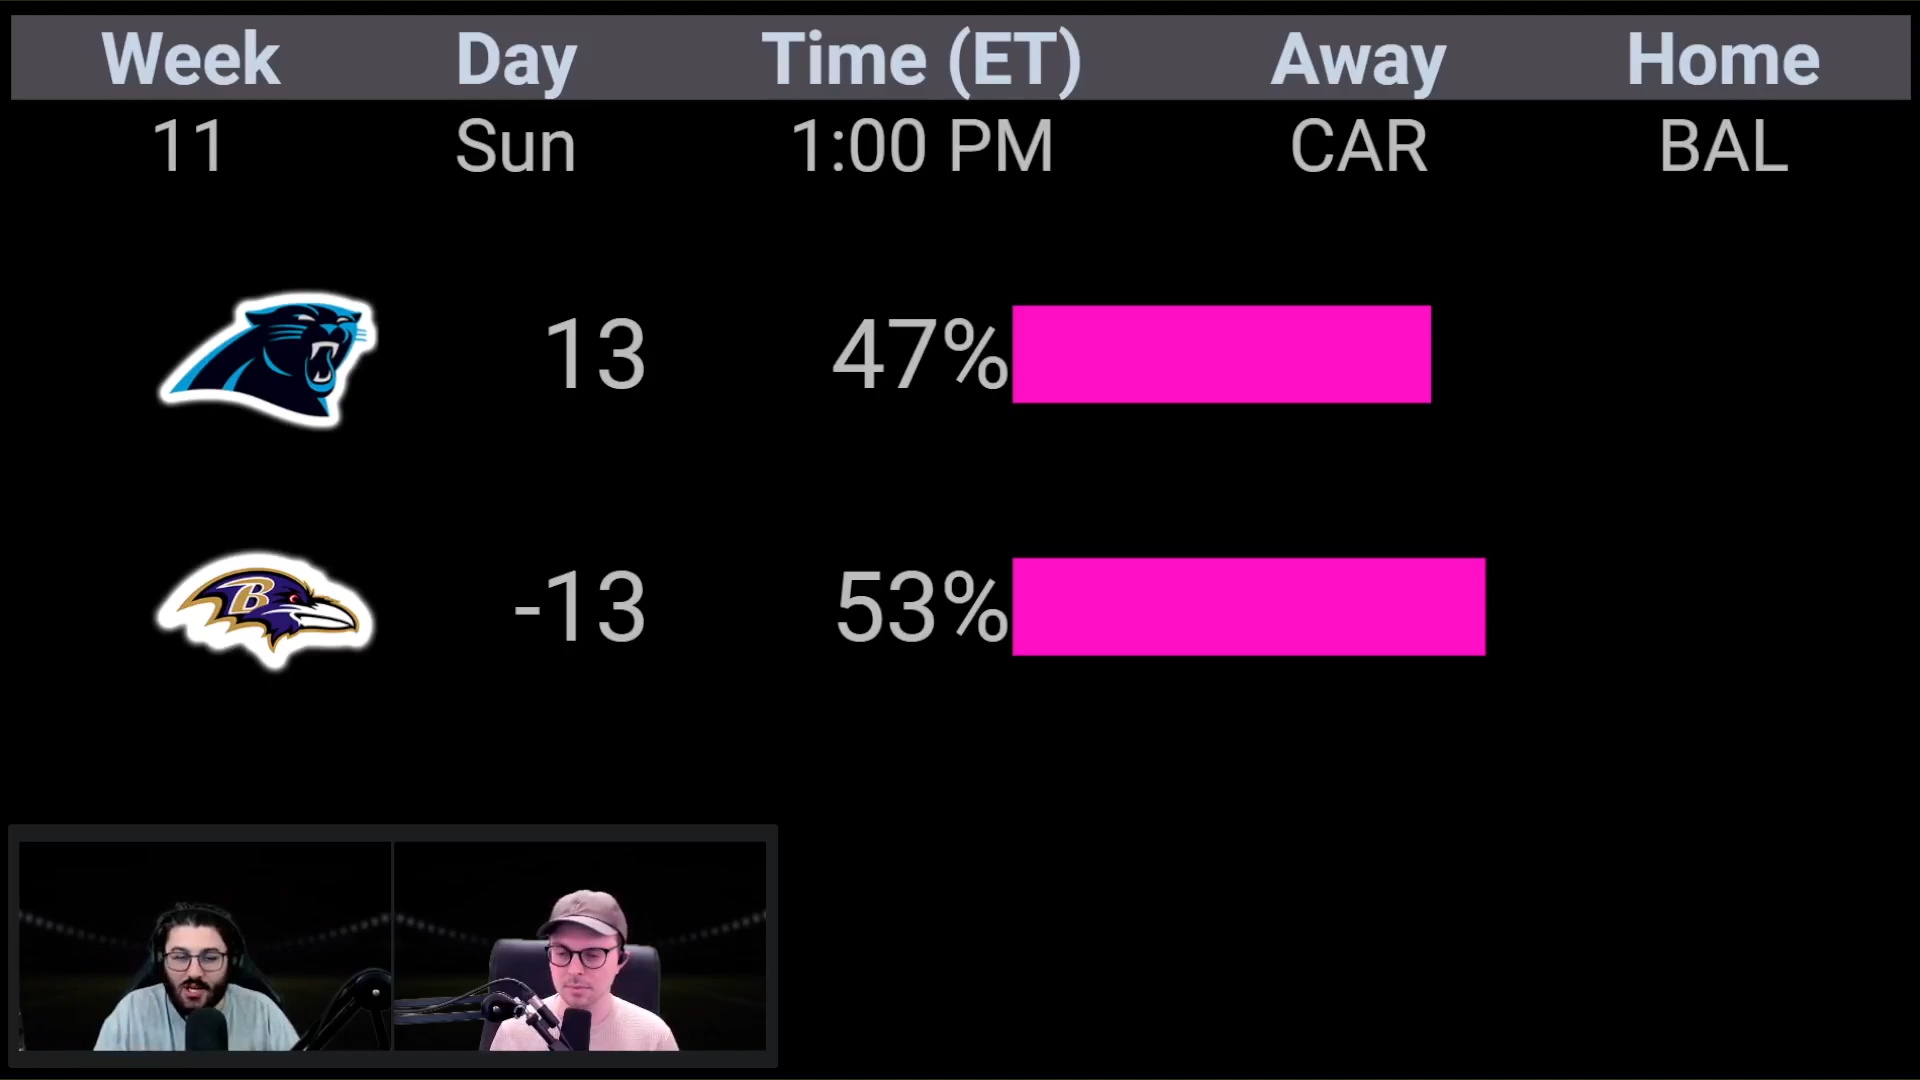 Week Day Time (ET) Away Home
11 Sun 1:00 PM CAR BAL
13 47%
B
-13 53%